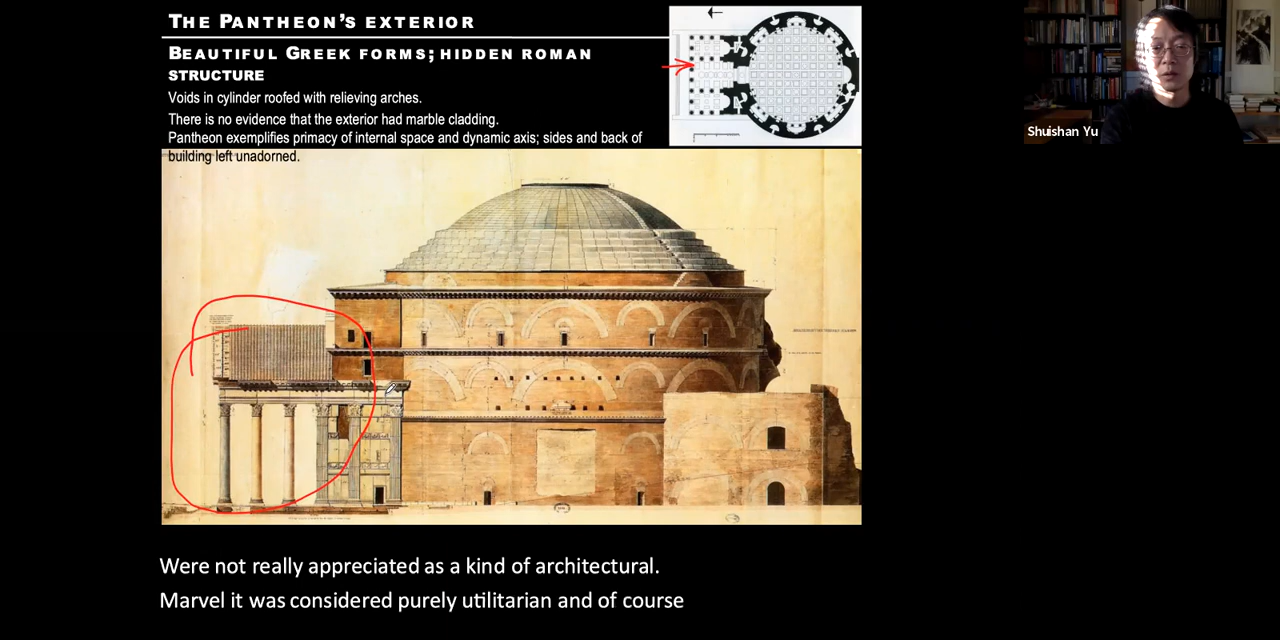 THE PANTHEON'S EXTERIOR
BEAUTIFUL GREEK FORMS; HIDDEN ROMAN
STRUCTURE
Voids in cylinder roofed with relieving arches.
There is no evidence that the exterior had marble cladding.
Pantheon exemplifies primacy of internal space and dynamic axis; sides and back of
building left unadorned.
Shuishan Yu
Were not really appreciated as a kind of architectural.
Marvel it was considered purely utilitarian and of course